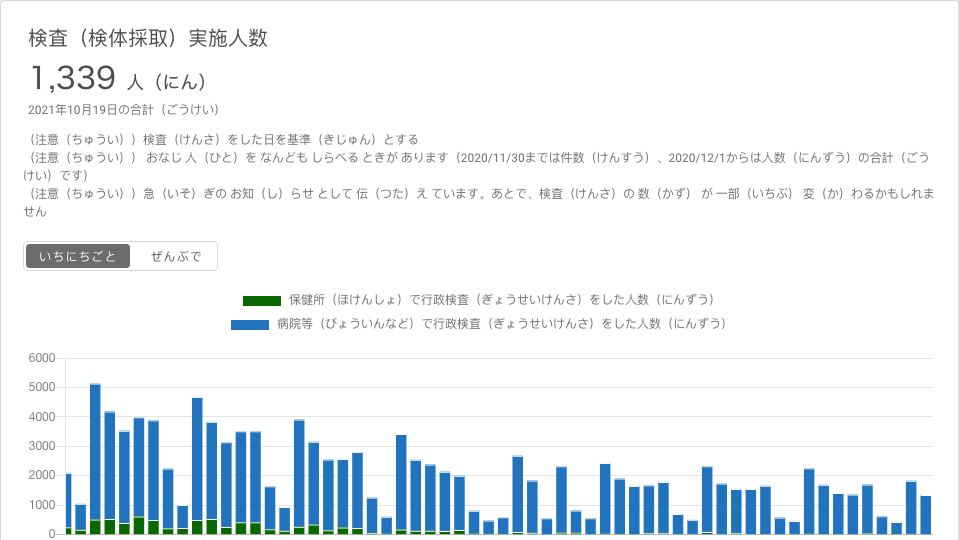 検査（検体採取）実施人数
1,339 人（にん）
2021年10月19日の合計（ごうけい）
（注意（ちゅうい））検査（けんさ）をした日を基準（きじゅん）とする
（注意（ちゅうい）） おなじ 人（ひと）を なんども しらべる ときが あります（2020/11/30までは件数（けんすう）、2020/12/1からは人数（にんずう）の合計（ごう
けい）です）
（注意（ちゅうい））急（いそ）ぎの お知（し）らせ として 伝（つた）え ています。あとで、検査（けんさ）の 数（かず） が 一部（いちぶ） 変（か）わるかもしれま
せん
いちにちごと ぜんぶで
保健所（ほけんしょ）で行政検査（ぎょうせいけんさ）をした人数（にんずう）
病院等（びょういんなど）で行政検査（ぎょうせいけんさ）をした人数（にんずう）
6000
5000
4000
3000
2000
1000
0